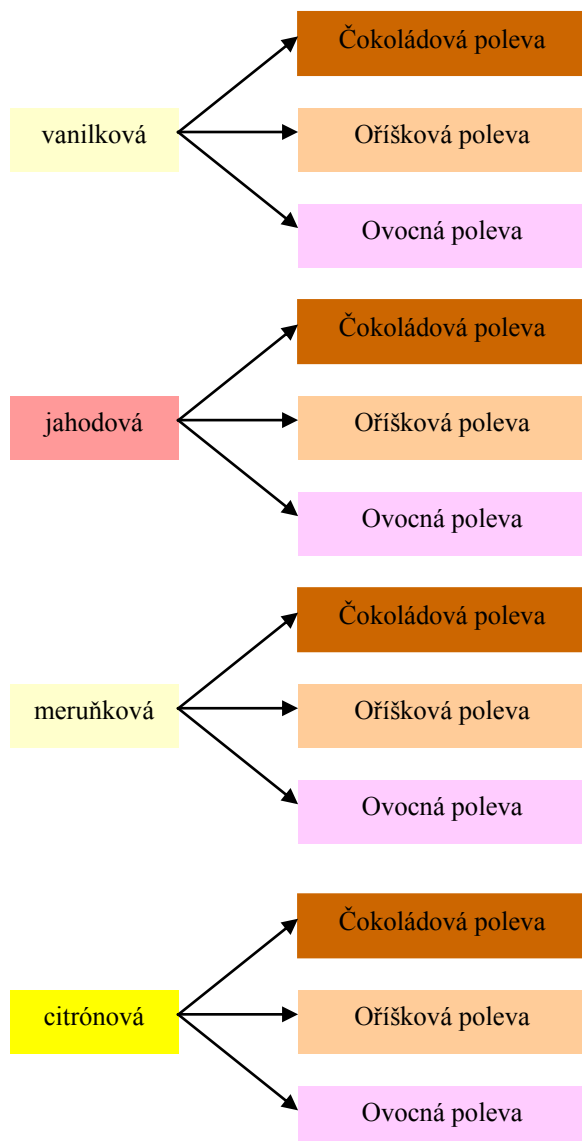 Čokoládová poleva
vanilková
Oříšková poleva
Ovocná poleva
Čokoládová poleva
jahodová
Oříšková poleva
Ovocná poleva
Čokoládová poleva
meruňková
Oříšková poleva
Ovocná poleva
Čokoládová poleva
citrónová
Oříšková poleva
Ovocná poleva